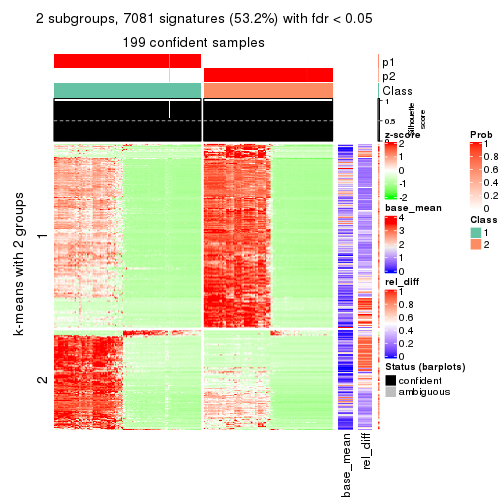 2 subgroups, 7081 signatures (53.2%) with fdr < 0.05
199 confident samples
p1
p2
Class
1
0.5
0
Silhouette
score
k-means with 2 groups
1
2
base_mean
rel_diff
z-score
2
1
0
-1
-2
base_mean
4
3
2
1
0
rel_diff
1
0.8
0.6
0.4
0.2
0
Status (barplots)
confident
ambiguous
Prob
1
0.8
0.6
0.4
0.2
0
Class
1
2